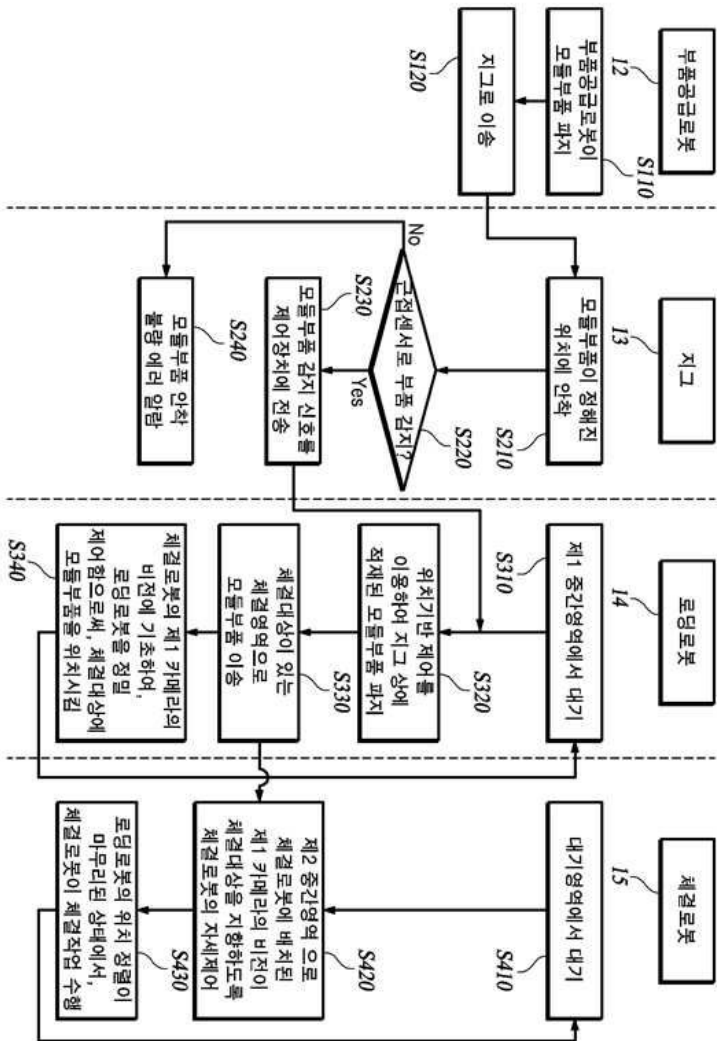 부품공급로봇
12
부품공급로봇이
모듈부품 파지
S110
지그로 이송
S120
지그
13
모듈부품이 정해진
위치에 안착
S210
근접센서로 부품 감지?
S220
No
Yes
S230
모듈부품 감지 신호를
제어장치에 전송
모듈부품 안착
불량 에러 알람
S240
로딩로봇
14
제1 중간영역에서 대기
S310
위치기반 제어를
이용하여 지그 상에
적재된 모듈부품 파지
S320
체결대상이 있는
체결영역으로
모듈부품 이송
S330
체결로봇의 제1 카메라의
비전에 기초하여,
로딩로봇을 정밀
제어함으로써, 체결대상에
모듈부품을 위치시킴
S340
체결로봇
15
대기영역에서 대기
S410
제2 중간영역 으로
체결로봇에 배치된
제1 카메라의 비전이
체결대상을 지향하도록
체결로봇의 자세제어
S420
로딩로봇의 위치 정렬이
마무리된 상태에서,
체결로봇이 체결작업 수행
S430